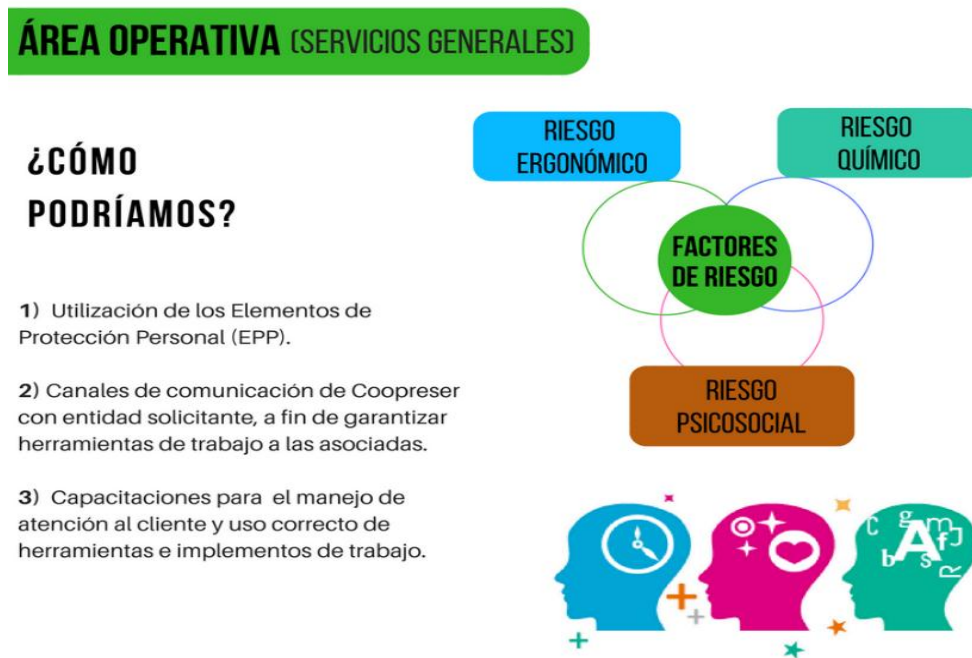 ÁREA OPERATIVA (SERVICIOS GENERALES)
¿CÓMO
PODRÍAMOS?
1) Utilización de los Elementos de
Protección Personal (EPP).
2) Canales de comunicación de Coopreser
con entidad solicitante, a fin de garantizar
herramientas de trabajo a las asociadas.
3) Capacitaciones para el manejo de
atención al cliente y uso correcto de
herramientas e implementos de trabajo.
RIESGO
ERGONÓMICO
RIESGO
QUÍMICO
FACTORES
DE RIESGO
RIESGO
PSICOSOCIAL
C g m J
b A f
s R